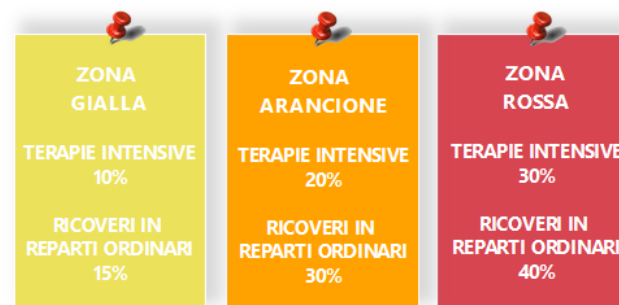 ZONA
GIALLA
TERAPIE INTENSIVE
10%
RICOVERI IN
REPARTI ORDINARI
15%
ZONA
ARANCIONE
TERAPIE INTENSIVE
20%
RICOVERI IN
REPARTI ORDINARI
30%
ZONA
ROSSA
TERAPIE INTENSIVE
30%
RICOVERI IN
REPARTI ORDINARI
40%